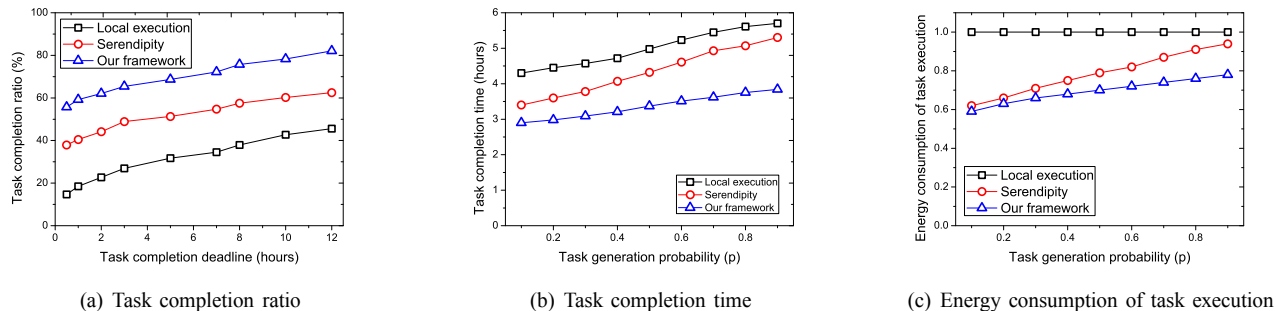 Task completion ratio (%)
100
80
60
40
20
0
Local execution
Serendipity
Our framework
0 2 4 6 8 10 12
Task completion deadline (hours)
(a) Task completion ratio
Task completion time (hours)
6
5
4
3
2
1
0
Local execution
Serendipity
Our framework
0.2 0.4 0.6 0.8
Task generation probability (p)
(b) Task completion time
Energy consumption of task execution
1.0
0.8
0.6
0.4
0.2
0.0
Local execution
Serendipity
Our framework
0.2 0.4 0.6 0.8
Task generation probability (p)
(c) Energy consumption of task execution